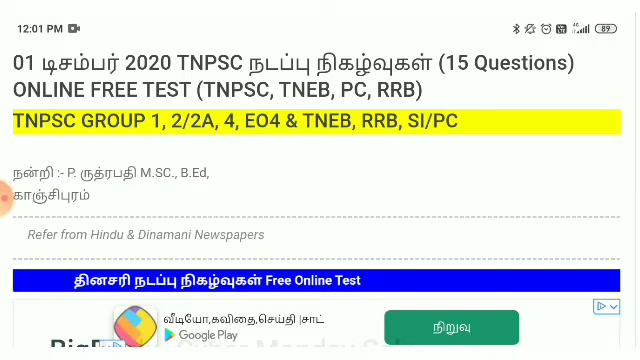 12:01 PM
4G
89
01 டிசம்பர் 2020 TNPSC நடப்பு நிகழ்வுகள் (15 Questions)
ONLINE FREE TEST (TNPSC, TNEB, PC, RRB)
TNPSC GROUP 1, 2/2A, 4, EO4 & TNEB, RRB, SI/PC
நன்றி :- P. ருத்ரபதி M.SC., B.Ed,
காஞ்சிபுரம்
Refer from Hindu & Dinamani Newspapers
தினசரி நடப்பு நிகழ்வுகள் Free Online Test
வீடியோ,கவிதை,செய்தி |சாட்
Google Play
நிறுவு